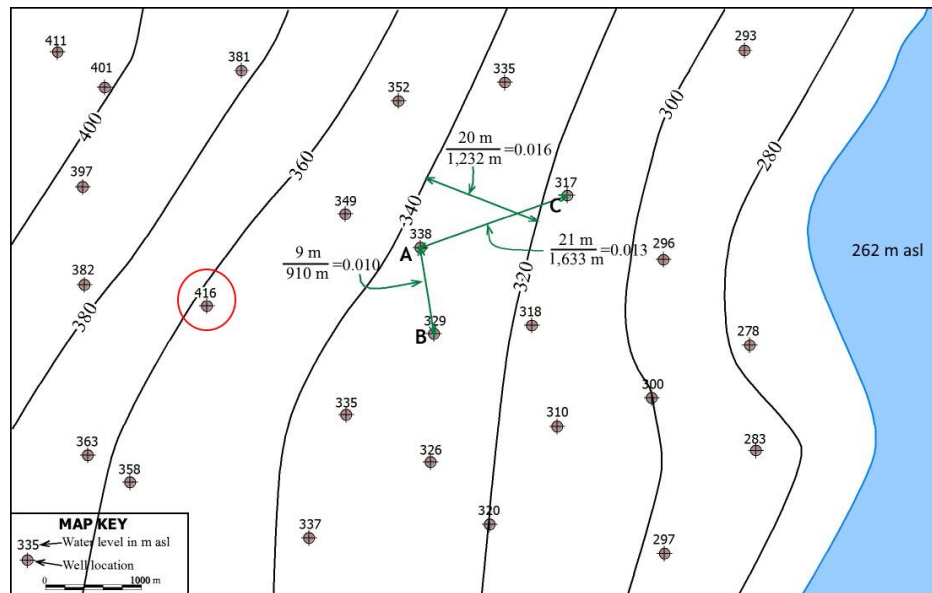 411
401
381
293
335
352
400
300
20 m
1,232 m =0.016
280
360
397
317
C
349
340
338
A
21 m
1,633 m =0.013
296
262 m asl
9 m
910 m =0.010
382
320
416
380
329
B
318
278
300
335
310
283
363
326
358
320
337
297
MAP KEY
335 Water level in m asl
Well location
0 1000 m